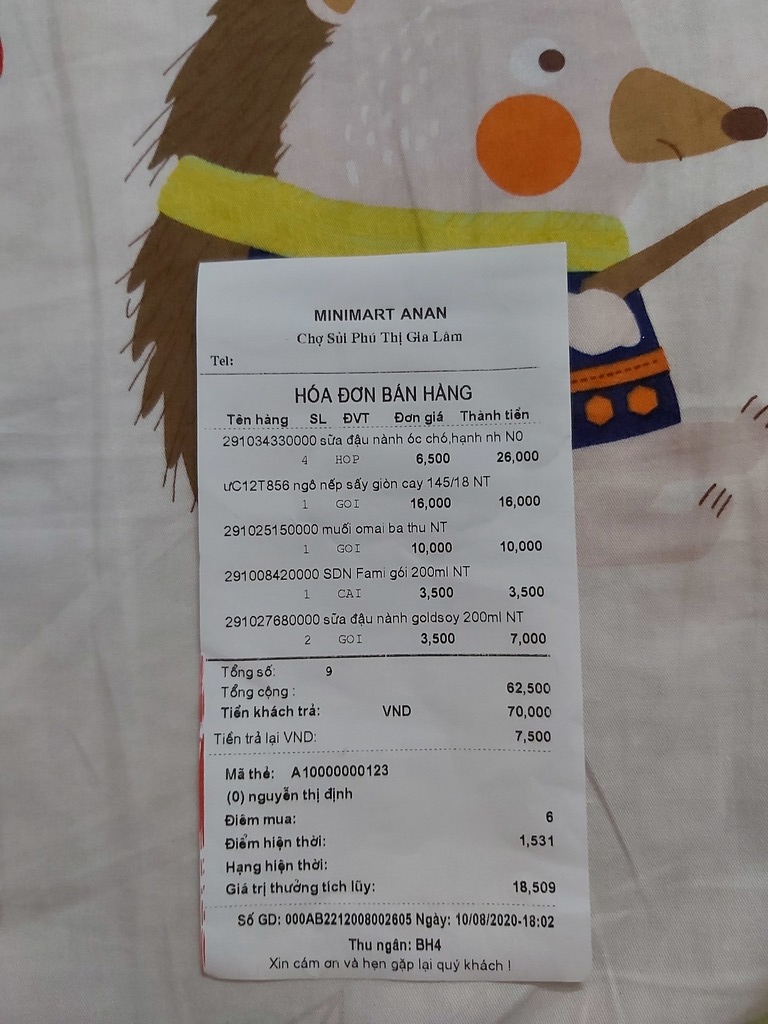 MINIMART ANAN
Chợ Sủi Phú Thị Gia Lâm
Tel:
HÓA ĐƠN BÁN HÀNG
Tên hàng SL ĐVT Đơn giá Thành tiền
291034330000 sữa đậu nành óc chó,hạnh nh N0
4 HOP 6,500 26,000
ưC12T856 ngô nếp sấy giòn cay 145/18 NT
1 GOI 16,000 16,000
291025150000 muối omai ba thu NT
1 GOI 10,000 10,000
291008420000 SDN Fami gói 200ml NT
1 CAI 3,500 3,500
291027680000 sữa đậu nành goldsoy 200ml NT
2 GOI 3,500 7,000
Tổng số: 9
Tổng cộng : 62,500
Tiền khách trả: VND 70,000
Tiền trả lại VND: 7,500
Mã thẻ: A10000000123
(0) nguyễn thị định
Điểm mua: 6
Điểm hiện thời: 1,531
Hạng hiện thời:
Giá trị thưởng tích lũy: 18,509
Số GD: 000AB2212008002605 Ngày: 10/08/2020-18:02
Thu ngân: BH4
Xin cám ơn và hẹn gặp lại quý khách !